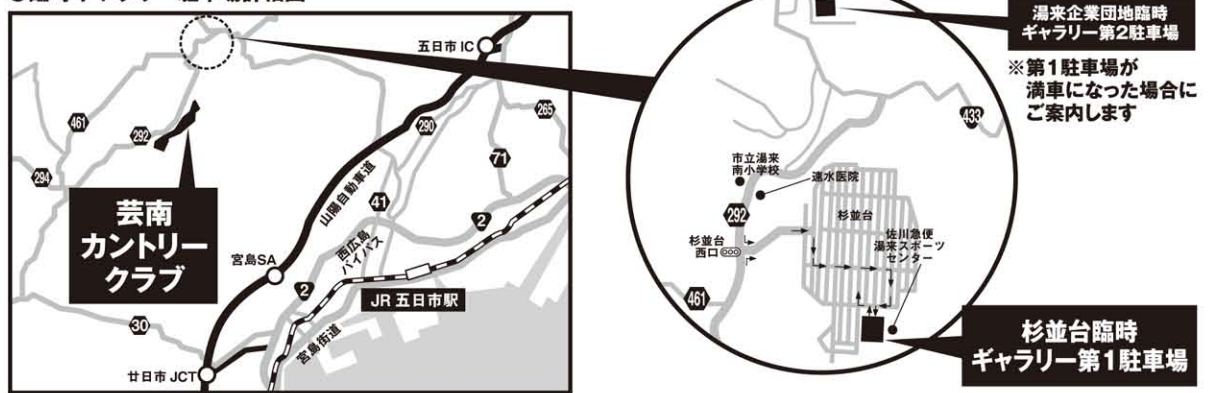 五日市 IC
461
292
294
290
265
71
41
2
山陽自動車道
西広島
バイパス
芸南
カントリー
クラブ
宮島SA
2
JR 五日市駅
30
宮島街道
廿日市 JCT
湯来企業団地臨時
ギャラリー第2駐車場
※第1駐車場が
満車になった場合に
ご案内します
433
市立湯来
南小学校
速水医院
292
杉並台
杉並台
西口
佐川急便
湯来スポーツ
センター
461
杉並台臨時
ギャラリー第1駐車場